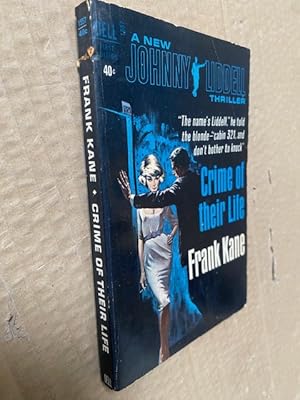 DELL
40¢
A NEW
JOHNNY LIDDELL
THRILLER
"The name's Liddell," he told
the blonde—"cabin 321, and
don't bother to knock"
Crime of
their Life
Frank Kane
FRANK KANE • CRIME OF THEIR LIFE